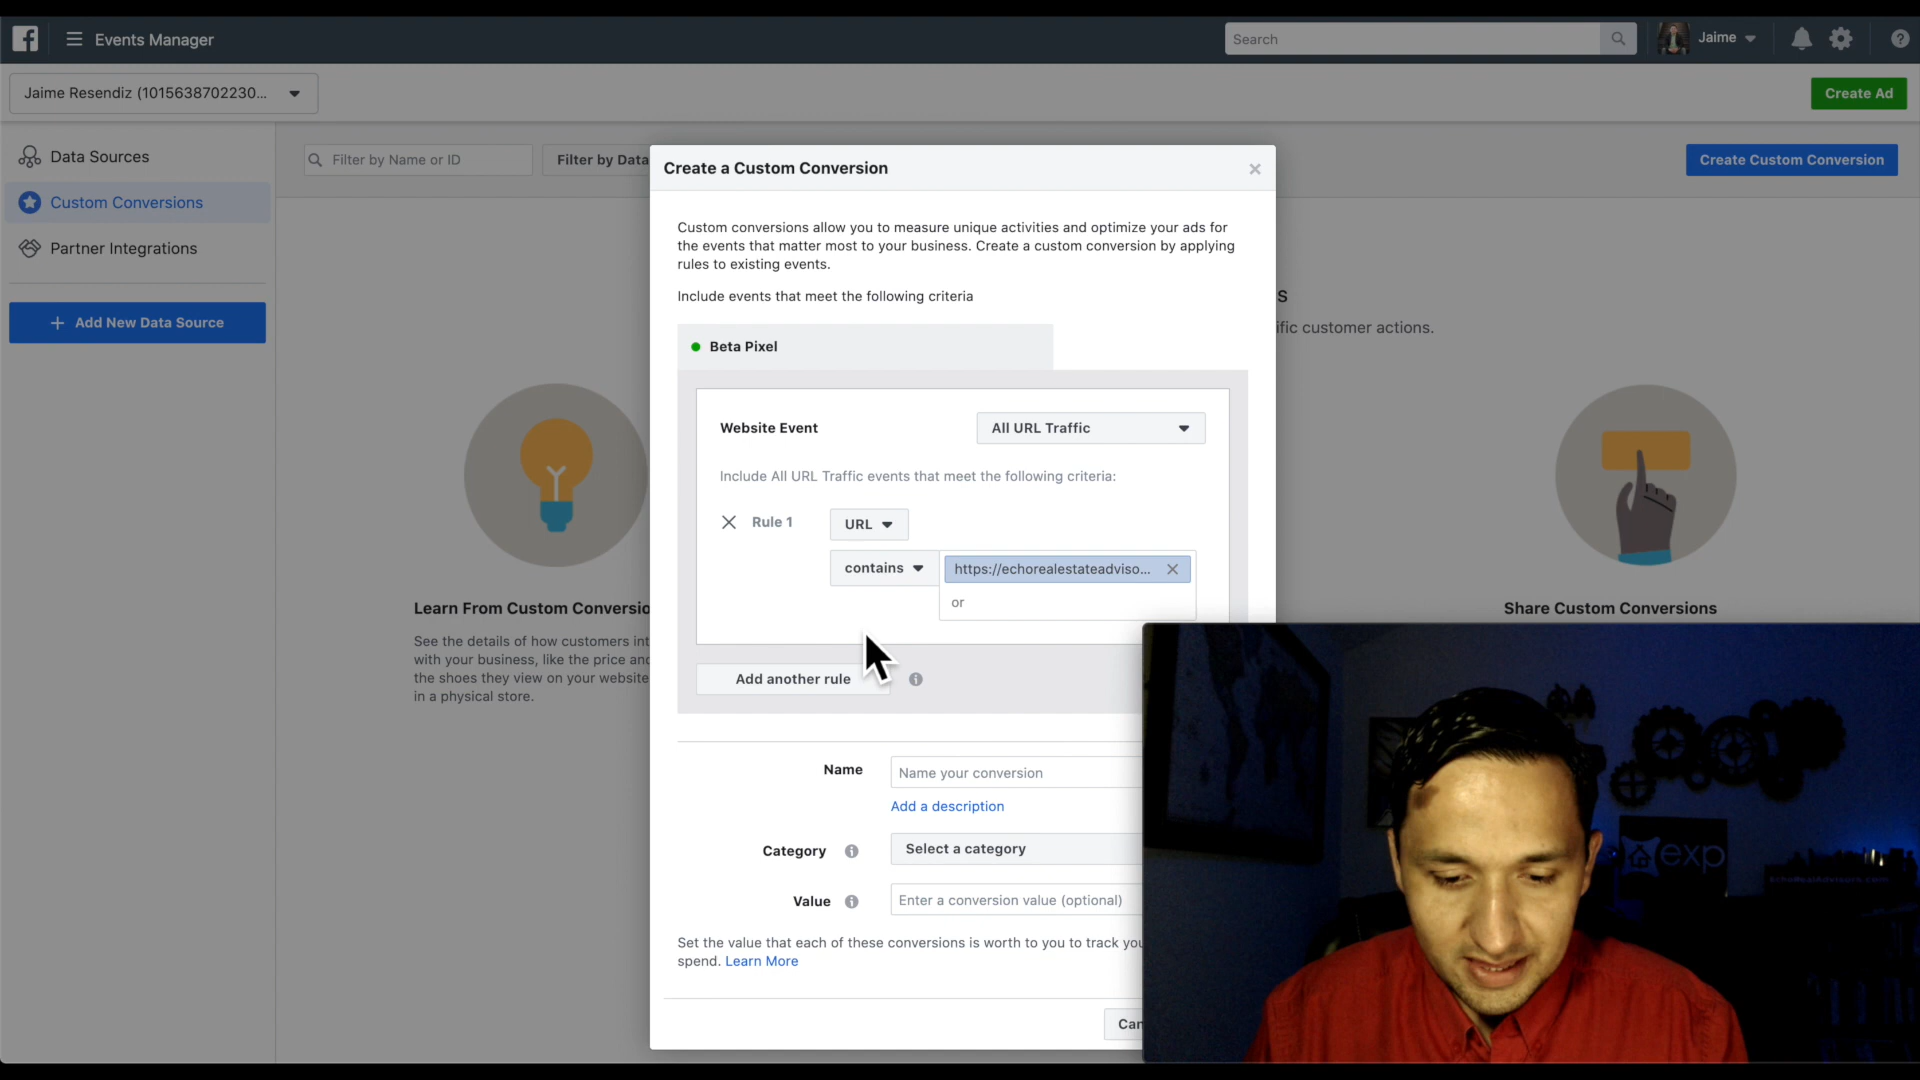 Events Manager
Search
Jaime
Jaime Resendiz (1015638702230...
Create Ad
Data Sources
Custom Conversions
Partner Integrations
Add New Data Source
Filter by Name or ID
Filter by Data
Create Custom Conversion
Create a Custom Conversion
Custom conversions allow you to measure unique activities and optimize your ads for
the events that matter most to your business. Create a custom conversion by applying
rules to existing events.
Include events that meet the following criteria
Beta Pixel
Website Event
All URL Traffic
Include All URL Traffic events that meet the following criteria:
Rule 1
URL
contains
https://echorealestateadviso...
or
Add another rule
Name
Name your conversion
Add a description
Category
Select a category
Value
Enter a conversion value (optional)
Set the value that each of these conversions is worth to you to track you
spend. Learn More
Can
s
ific customer actions.
Learn From Custom Conversio
See the details of how customers int
with your business, like the price and
the shoes they view on your website
in a physical store.
Share Custom Conversions
exp